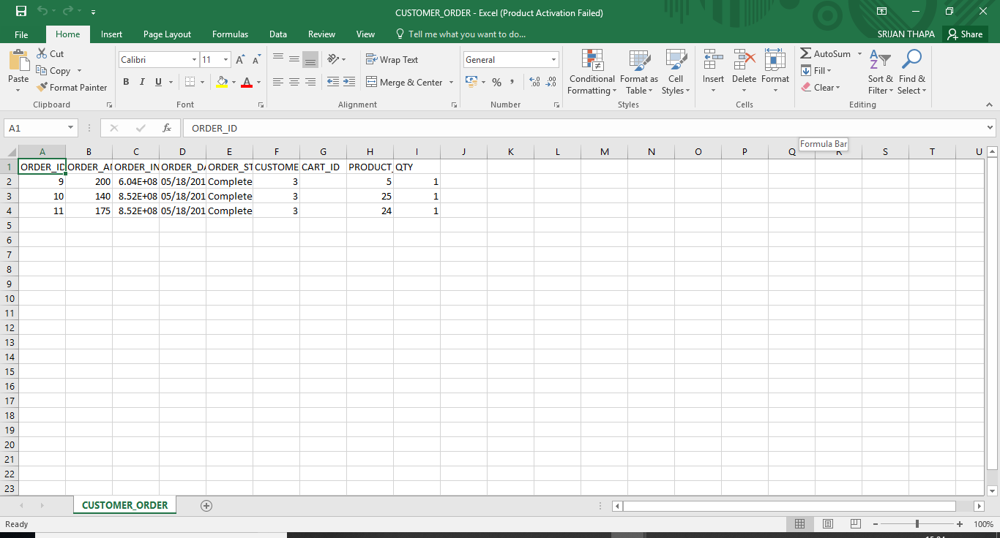 CUSTOMER_ORDER - Excel (Product Activation Failed)
File Home Insert Page Layout Formulas Data Review View Tell me what you want to do... SRIJAN THAPA Share
Paste Cut Copy Format Painter
Calibri 11 B I U
Wrap Text Merge & Center
General %
Conditional Formatting Format as Table Cell Styles
Insert Delete Format
AutoSum Fill Clear Sort & Filter Find & Select
Clipboard Font Alignment Number Styles Cells Editing
A1 fx ORDER_ID
Formula Bar
A B C D E F G H I J K L M N O P Q R S T U
1 ORDER_ID ORDER_AI ORDER_IN ORDER_DA ORDER_ST CUSTOME CART_ID PRODUCT_ QTY
2 9 200 6.04E+08 05/18/201 Complete 3 5 1
3 10 140 8.52E+08 05/18/201 Complete 3 25 1
4 11 175 8.52E+08 05/18/201 Complete 3 24 1
5
6
7
8
9
10
11
12
13
14
15
16
17
18
19
20
21
22
23
CUSTOMER_ORDER
Ready 100%